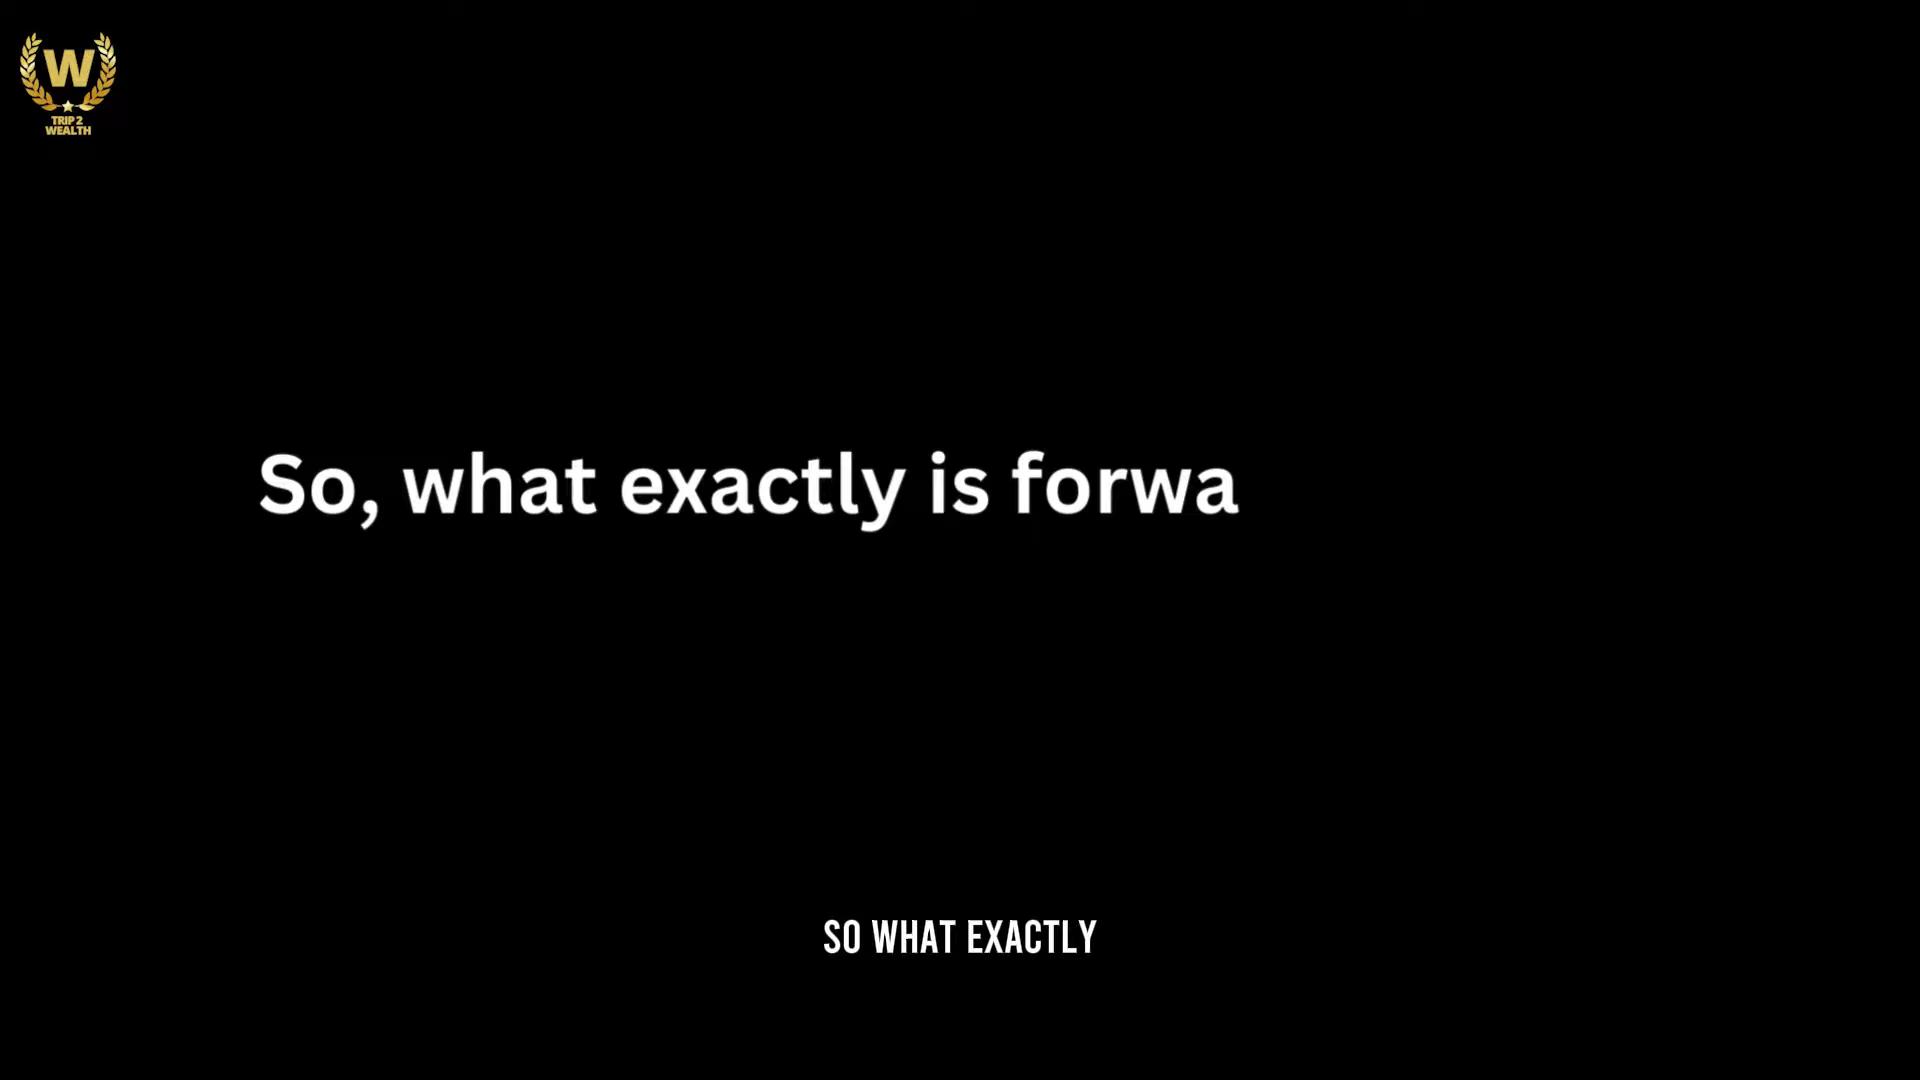 W
TRIP 2
WEALTH
So, what exactly is forwa
SO WHAT EXACTLY